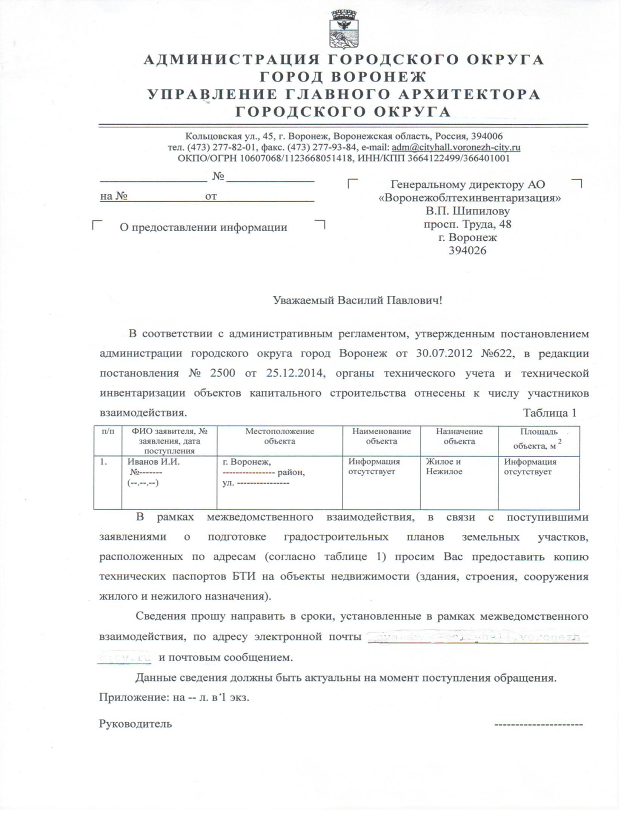 АДМИНИСТРАЦИЯ ГОРОДСКОГО ОКРУГА
ГОРОД ВОРОНЕЖ
УПРАВЛЕНИЕ ГЛАВНОГО АРХИТЕКТОРА
ГОРОДСКОГО ОКРУГА
Кольцовская ул., 45, г. Воронеж, Воронежская область, Россия, 394006
тел. (473) 277-82-01, факс. (473) 277-93-84, e-mail: adm@cityhall.voronezh-city.ru
ОКПО/ОГРН 10607068/1123668051418, ИНН/КПП 3664122499/366401001
__________________ № _______________
на № ____________ от ________________
О предоставлении информации
Генеральному директору АО
«Воронежоблтехинвентаризация»
В.П. Шипилову
просп. Труда, 48
г. Воронеж
394026
Уважаемый Василий Павлович!
В соответствии с административным регламентом, утвержденным постановлением
администрации городского округа город Воронеж от 30.07.2012 №622, в редакции
постановления № 2500 от 25.12.2014, органы технического учета и технической
инвентаризации объектов капитального строительства отнесены к числу участников
взаимодействия. Таблица 1
п/п
ФИО заявителя, №
заявления, дата
поступления
Местоположение
объекта
Наименование
объекта
Назначение
объекта
Площадь
объекта, м 2
1.
Иванов И.И.
№-------
(--.--.--)
г. Воронеж,
---------------- район,
ул. ----------------
Информация
отсутствует
Жилое и
Нежилое
Информация
отсутствует
В рамках межведомственного взаимодействия, в связи с поступившими
заявлениями о подготовке градостроительных планов земельных участков,
расположенных по адресам (согласно таблице 1) просим Вас предоставить копию
технических паспортов БТИ на объекты недвижимости (здания, строения, сооружения
жилого и нежилого назначения).
Сведения прошу направить в сроки, установленные в рамках межведомственного
взаимодействия, по адресу электронной почты
и почтовым сообщением.
Данные сведения должны быть актуальны на момент поступления обращения.
Приложение: на -- л. в 1 экз.
Руководитель ---------------------